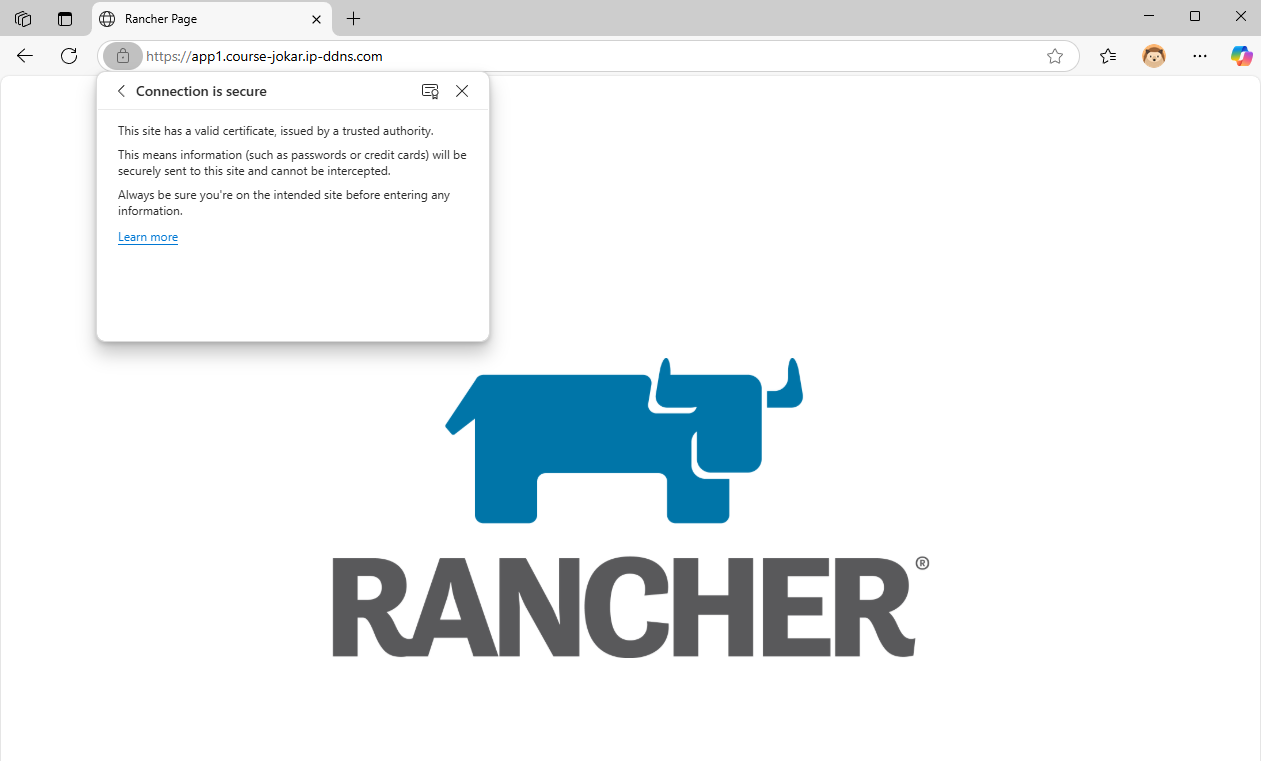 Rancher Page
https://app1.course-jokar.ip-ddns.com
Connection is secure
This site has a valid certificate, issued by a trusted authority.
This means information (such as passwords or credit cards) will be
securely sent to this site and cannot be intercepted.
Always be sure you're on the intended site before entering any
information.
Learn more
RANCHER®